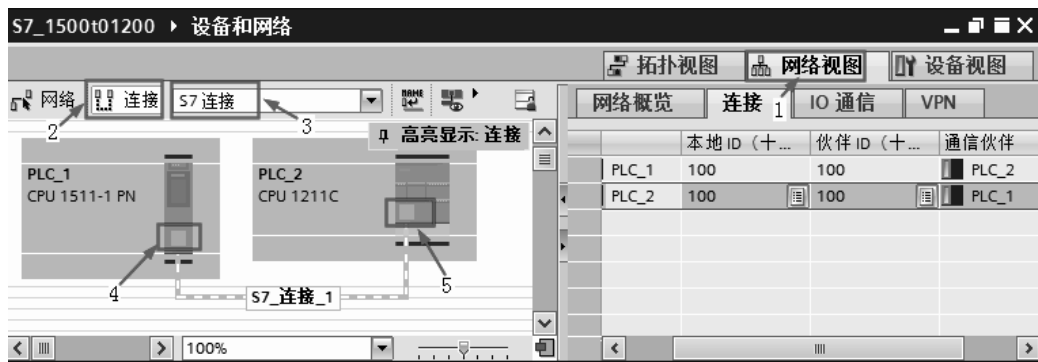 S7_1500t01200 ▸ 设备和网络
拓扑视图 网络视图 设备视图
网络 连接 S7连接
网络概览 连接 IO 通信 VPN
1
2
3
高亮显示: 连接
本地 ID（十... 伙伴 ID（十... 通信伙伴
PLC_1 100 100 PLC_2
PLC_2 100 100 PLC_1
PLC_1
CPU 1511-1 PN
PLC_2
CPU 1211C
4
5
S7_连接_1
100%